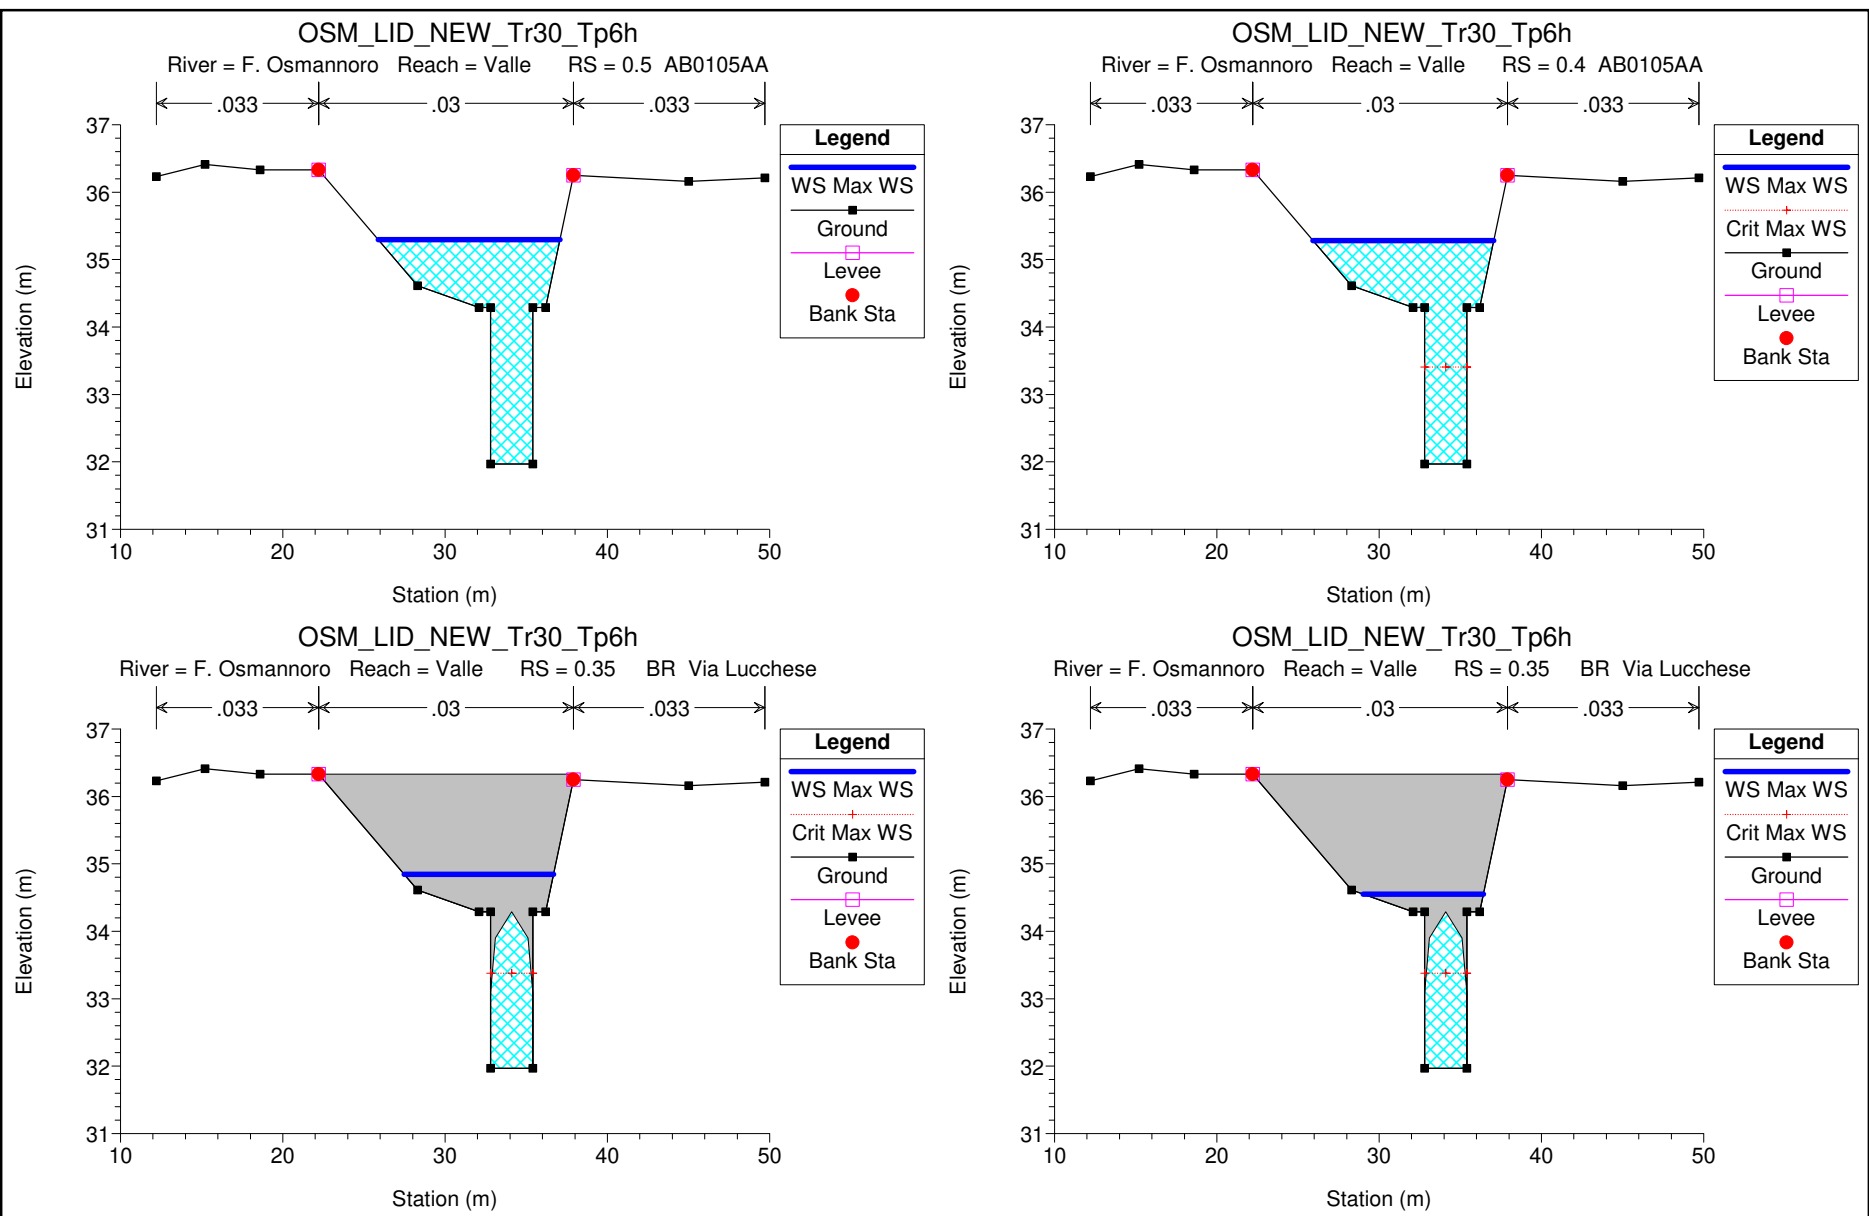 OSM_LID_NEW_Tr30_Tp6h
River = F. Osmannoro Reach = Valle RS = 0.5 AB0105AA
.033 .03 .033
37
36
35
34
33
32
31
10 20 30 40 50
Station (m)
Elevation (m)
Legend
WS Max WS
Ground
Levee
Bank Sta
OSM_LID_NEW_Tr30_Tp6h
River = F. Osmannoro Reach = Valle RS = 0.4 AB0105AA
.033 .03 .033
37
36
35
34
33
32
31
10 20 30 40 50
Station (m)
Elevation (m)
Legend
WS Max WS
Crit Max WS
Ground
Levee
Bank Sta
OSM_LID_NEW_Tr30_Tp6h
River = F. Osmannoro Reach = Valle RS = 0.35 BR Via Lucchese
.033 .03 .033
37
36
35
34
33
32
31
10 20 30 40 50
Station (m)
Elevation (m)
Legend
WS Max WS
Crit Max WS
Ground
Levee
Bank Sta
OSM_LID_NEW_Tr30_Tp6h
River = F. Osmannoro Reach = Valle RS = 0.35 BR Via Lucchese
.033 .03 .033
37
36
35
34
33
32
31
10 20 30 40 50
Station (m)
Elevation (m)
Legend
WS Max WS
Crit Max WS
Ground
Levee
Bank Sta